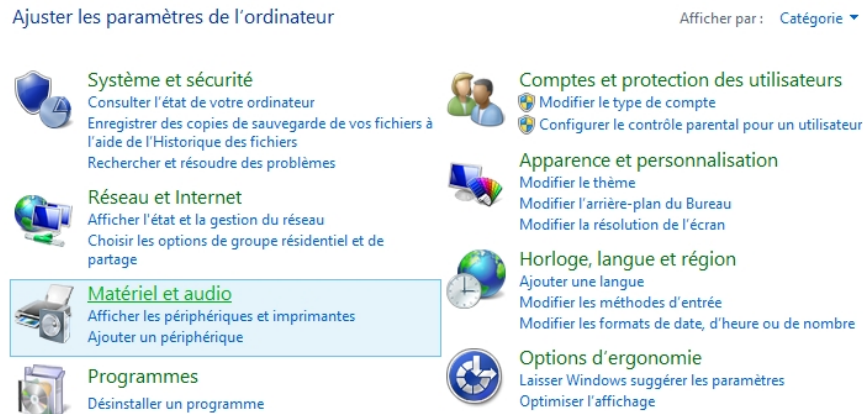 Ajuster les paramètres de l'ordinateur
Afficher par : Catégorie
Système et sécurité
Consulter l'état de votre ordinateur
Enregistrer des copies de sauvegarde de vos fichiers à
l'aide de l'Historique des fichiers
Rechercher et résoudre des problèmes
Réseau et Internet
Afficher l'état et la gestion du réseau
Choisir les options de groupe résidentiel et de
partage
Matériel et audio
Afficher les périphériques et imprimantes
Ajouter un périphérique
Programmes
Désinstaller un programme
Comptes et protection des utilisateurs
Modifier le type de compte
Configurer le contrôle parental pour un utilisateur
Apparence et personnalisation
Modifier le thème
Modifier l'arrière-plan du Bureau
Modifier la résolution de l'écran
Horloge, langue et région
Ajouter une langue
Modifier les méthodes d'entrée
Modifier les formats de date, d'heure ou de nombre
Options d'ergonomie
Laisser Windows suggérer les paramètres
Optimiser l'affichage